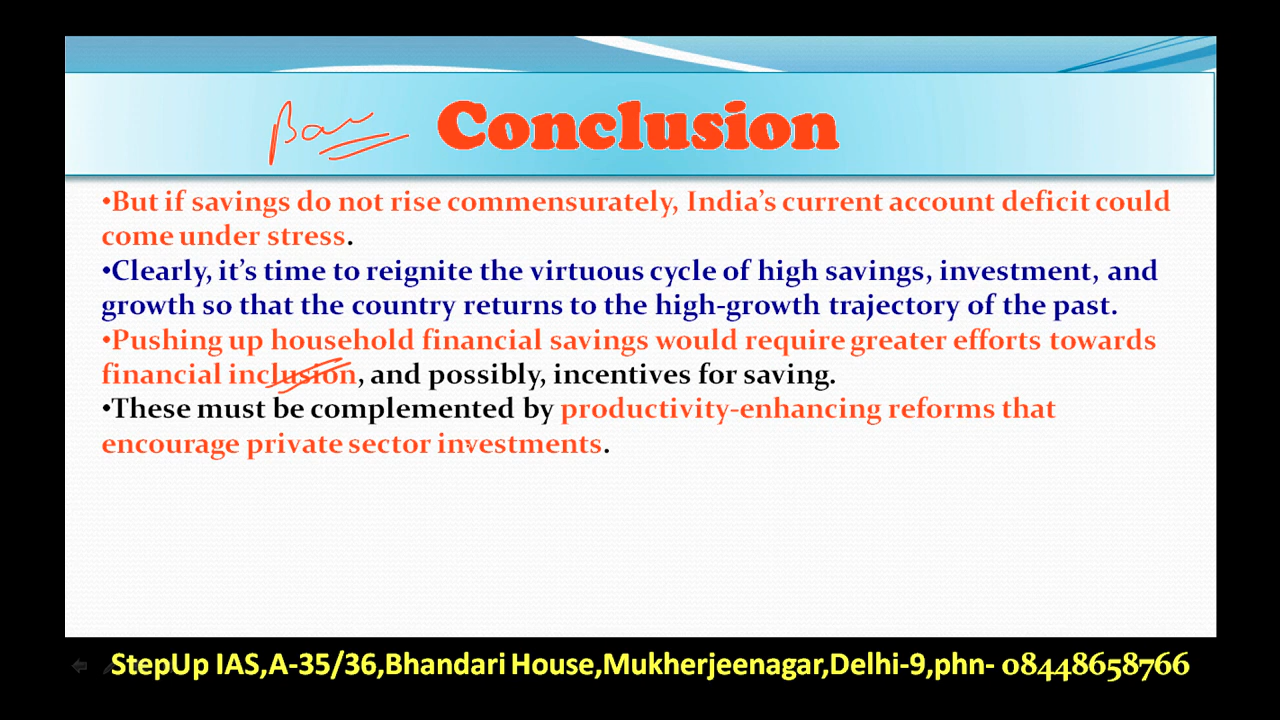 Conclusion
•But if savings do not rise commensurately, India's current account deficit could
come under stress.
•Clearly, it's time to reignite the virtuous cycle of high savings, investment, and
growth so that the country returns to the high-growth trajectory of the past.
•Pushing up household financial savings would require greater efforts towards
financial inclusion, and possibly, incentives for saving.
•These must be complemented by productivity-enhancing reforms that
encourage private sector investments.
StepUp IAS,A-35/36,Bhandari House,Mukherjeenagar,Delhi-9,phn- 08448658766